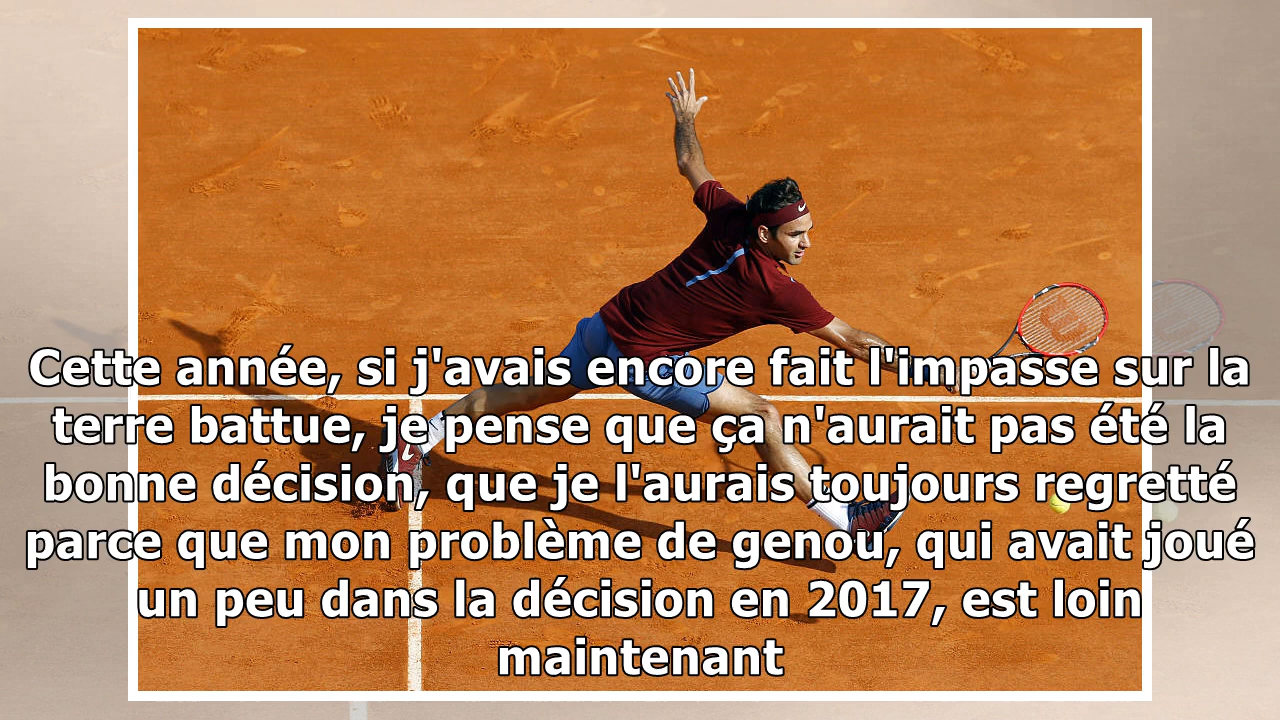 Cette année, si j'avais encore fait l'impasse sur la
terre battue, je pense que ça n'aurait pas été la
bonne décision, que je l'aurais toujours regretté
parce que mon problème de genou, qui avait joué
un peu dans la décision en 2017, est loin
maintenant